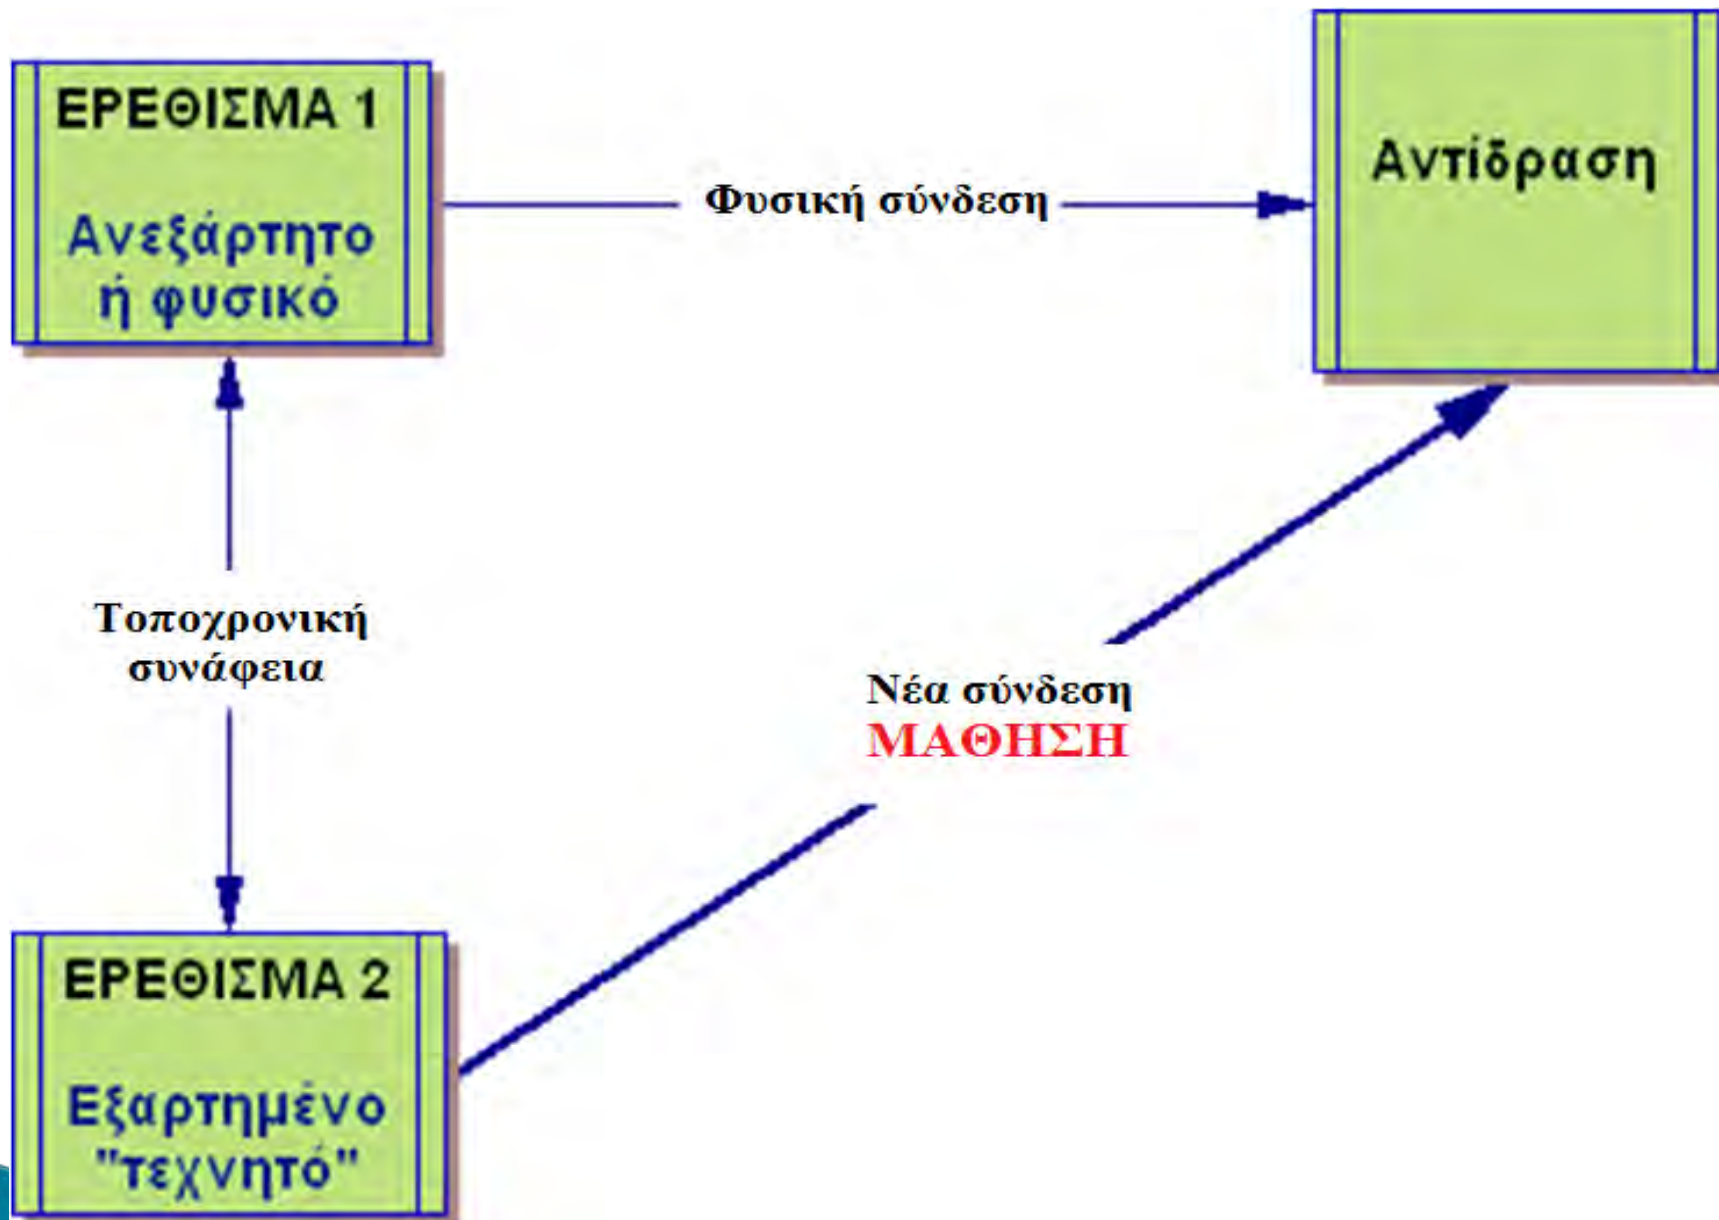 ΕΡΕΘΙΣΜΑ 1
Ανεξάρτητο
ή φυσικό
Φυσική σύνδεση
Αντίδραση
Τοποχρονική
συνάφεια
Νέα σύνδεση
ΜΑΘΗΣΗ
ΕΡΕΘΙΣΜΑ 2
Εξαρτημένο
"τεχνητό"